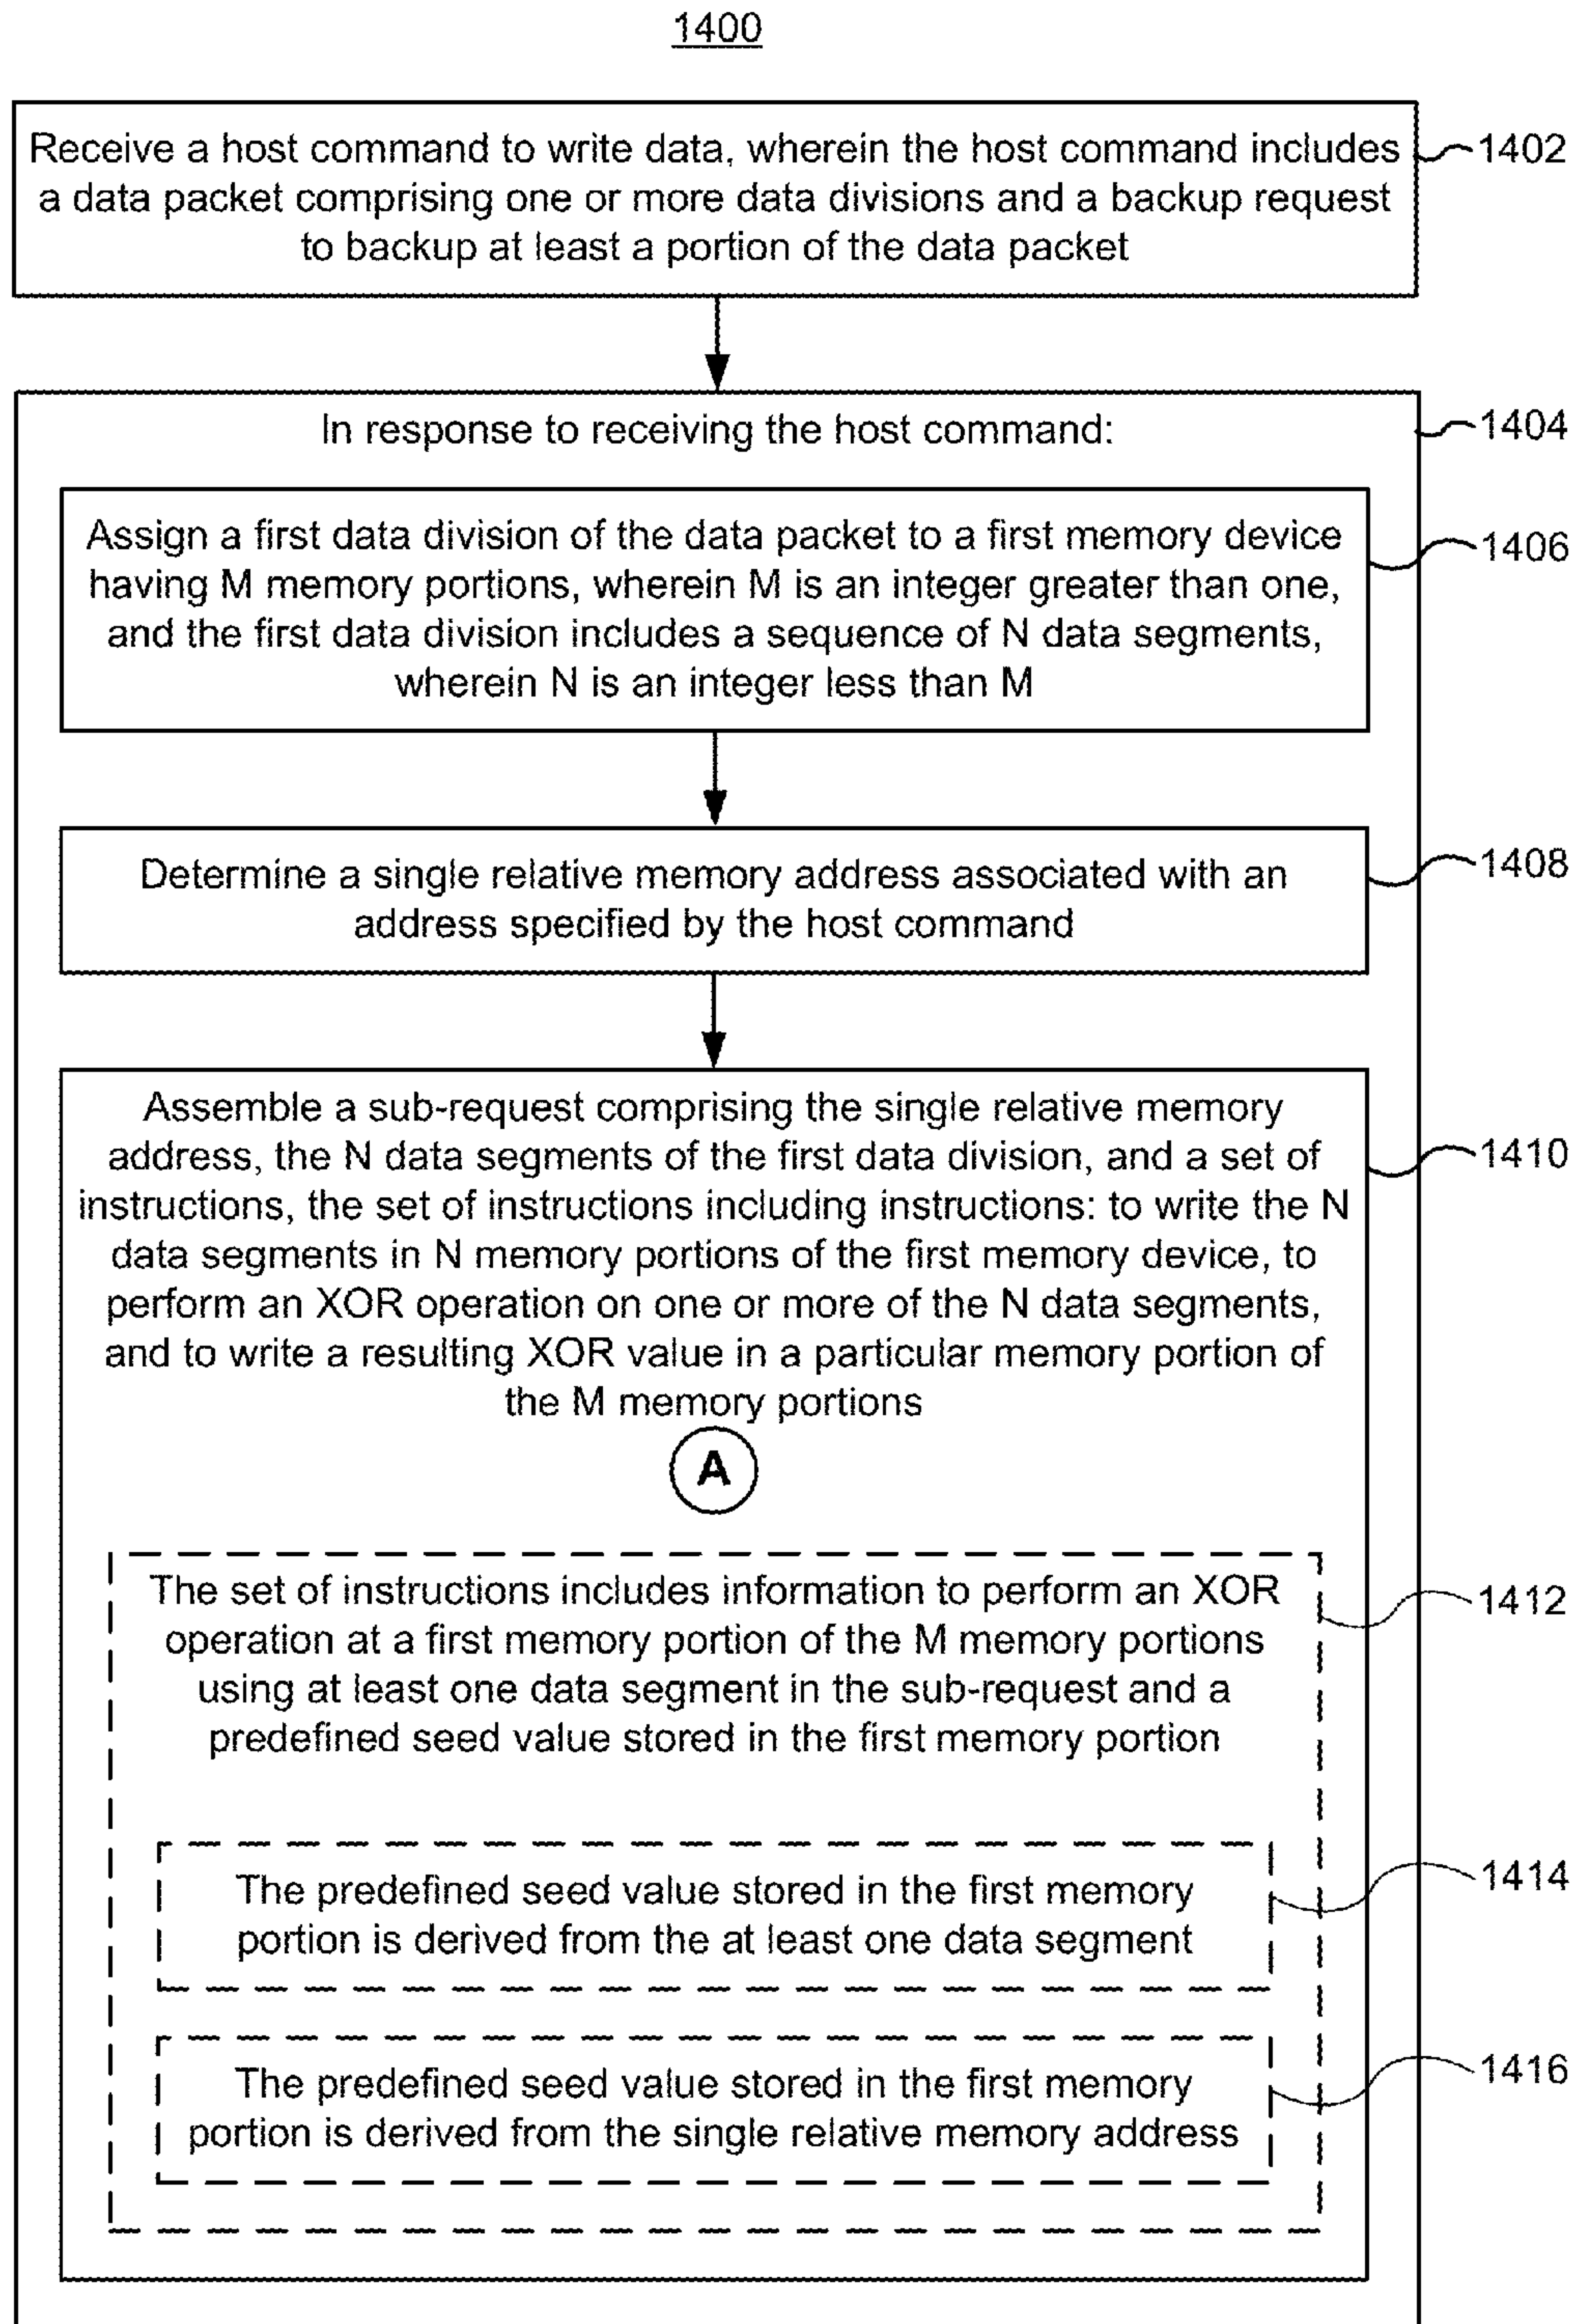 1400
Receive a host command to write data, wherein the host command includes
a data packet comprising one or more data divisions and a backup request
to backup at least a portion of the data packet
1402
In response to receiving the host command:
1404
Assign a first data division of the data packet to a first memory device
having M memory portions, wherein M is an integer greater than one,
and the first data division includes a sequence of N data segments,
wherein N is an integer less than M
1406
Determine a single relative memory address associated with an
address specified by the host command
1408
Assemble a sub-request comprising the single relative memory
address, the N data segments of the first data division, and a set of
instructions, the set of instructions including instructions: to write the N
data segments in N memory portions of the first memory device, to
perform an XOR operation on one or more of the N data segments,
and to write a resulting XOR value in a particular memory portion of
the M memory portions
1410
A
The set of instructions includes information to perform an XOR
operation at a first memory portion of the M memory portions
using at least one data segment in the sub-request and a
predefined seed value stored in the first memory portion
1412
The predefined seed value stored in the first memory
portion is derived from the at least one data segment
1414
The predefined seed value stored in the first memory
portion is derived from the single relative memory address
1416